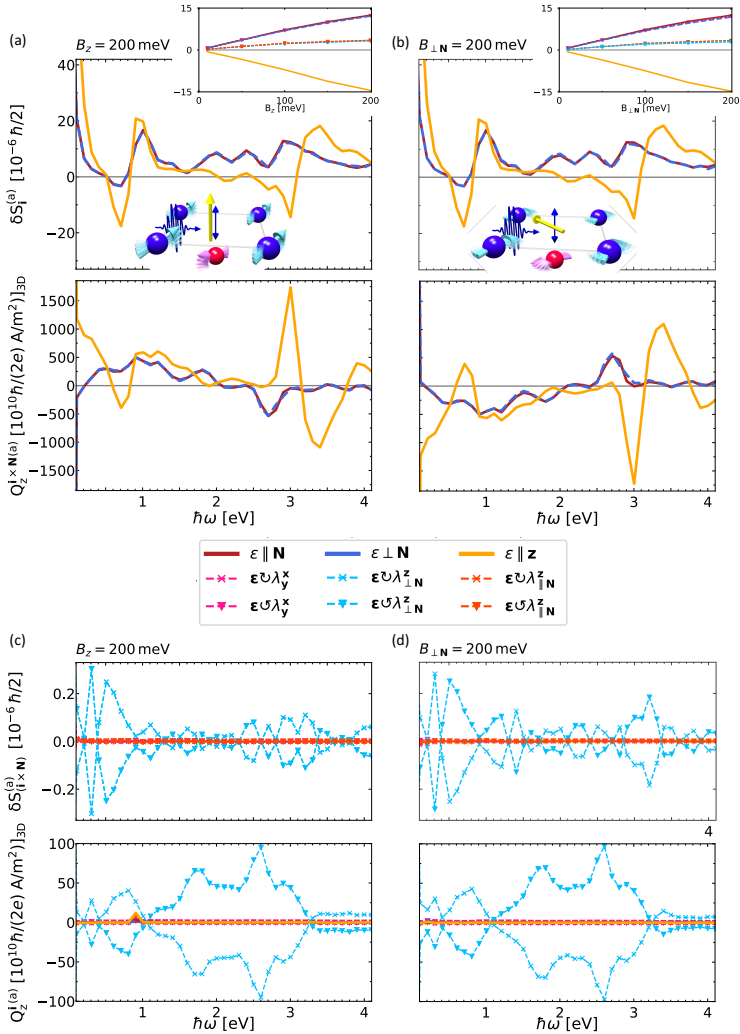 (a)
B_z = 200 meV
15
0
−15
0
100
200
B_z [meV]
(b)
B_⊥N = 200 meV
15
0
−15
0
100
200
B_⊥N [meV]
δS_i^(a) [10^−6 ℏ/2]
40
20
0
−20
Q_z^i×N(a) [10^10 ℏ/(2e) A/m²)]_3D
1500
1000
500
0
−500
−1000
−1500
1
2
3
4
ℏω [eV]
1
2
3
4
ℏω [eV]
ε ∥ N
ε ⊥ N
ε ∥ z
ε↻λ_y^x
ε↻λ_⊥N^z
ε↻λ_∥N^z
ε↺λ_y^x
ε↺λ_⊥N^z
ε↺λ_∥N^z
(c)
B_z = 200 meV
(d)
B_⊥N = 200 meV
δS_(i×N)^(a) [10^−6 ℏ/2]
0.2
0.0
−0.2
4
Q_z^i(a) [10^10 ℏ/(2e) A/m²)]_3D
100
50
0
−50
−100
1
2
3
4
ℏω [eV]
1
2
3
4
ℏω [eV]